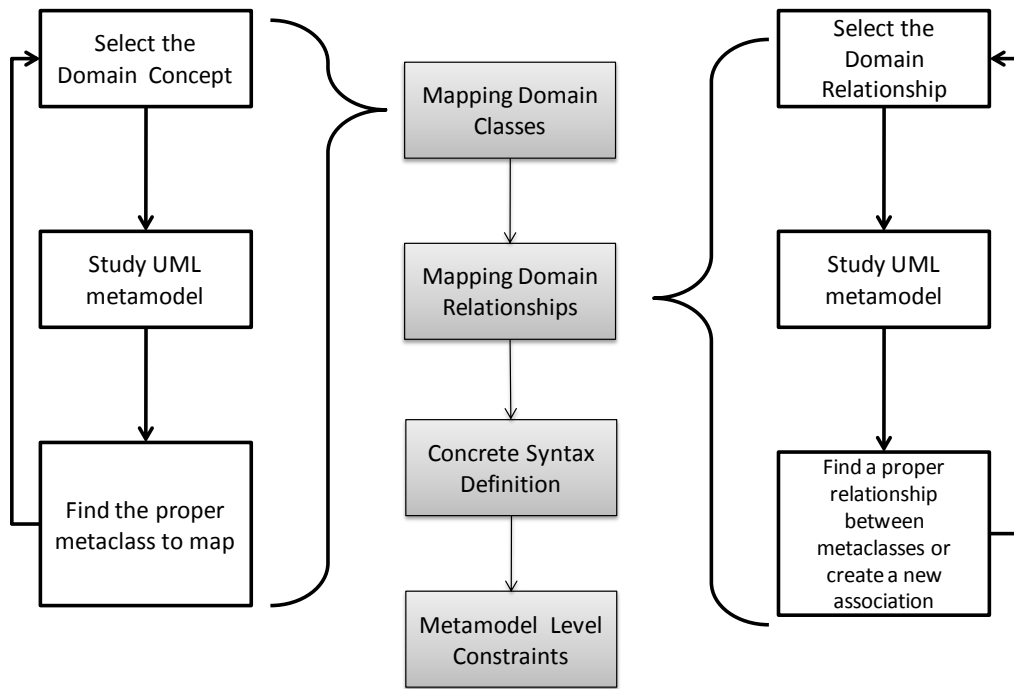 Select the
Domain Concept
Study UML
metamodel
Find the proper
metaclass to map
Mapping Domain
Classes
Mapping Domain
Relationships
Concrete Syntax
Definition
Metamodel Level
Constraints
Select the
Domain
Relationship
Study UML
metamodel
Find a proper
relationship
between
metaclasses or
create a new
association